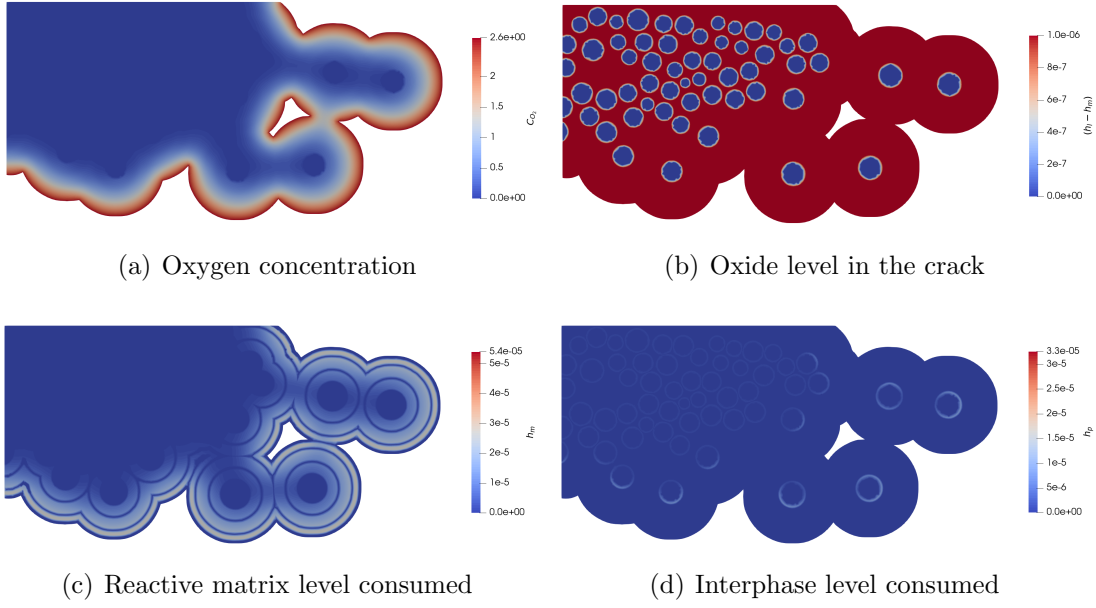 2.6e+00
2
1.5
1
0.5
0.0e+00
C_{O_2}
1.0e-06
8e-7
6e-7
4e-7
2e-7
0.0e+00
(h_l − h_m)
(a) Oxygen concentration
(b) Oxide level in the crack
5.4e-05
4e-5
3e-5
2e-5
1e-5
0.0e+00
h_m
3.3e-05
3e-5
2.5e-5
2e-5
1.5e-5
1e-5
5e-6
0.0e+00
h_p
(c) Reactive matrix level consumed
(d) Interphase level consumed